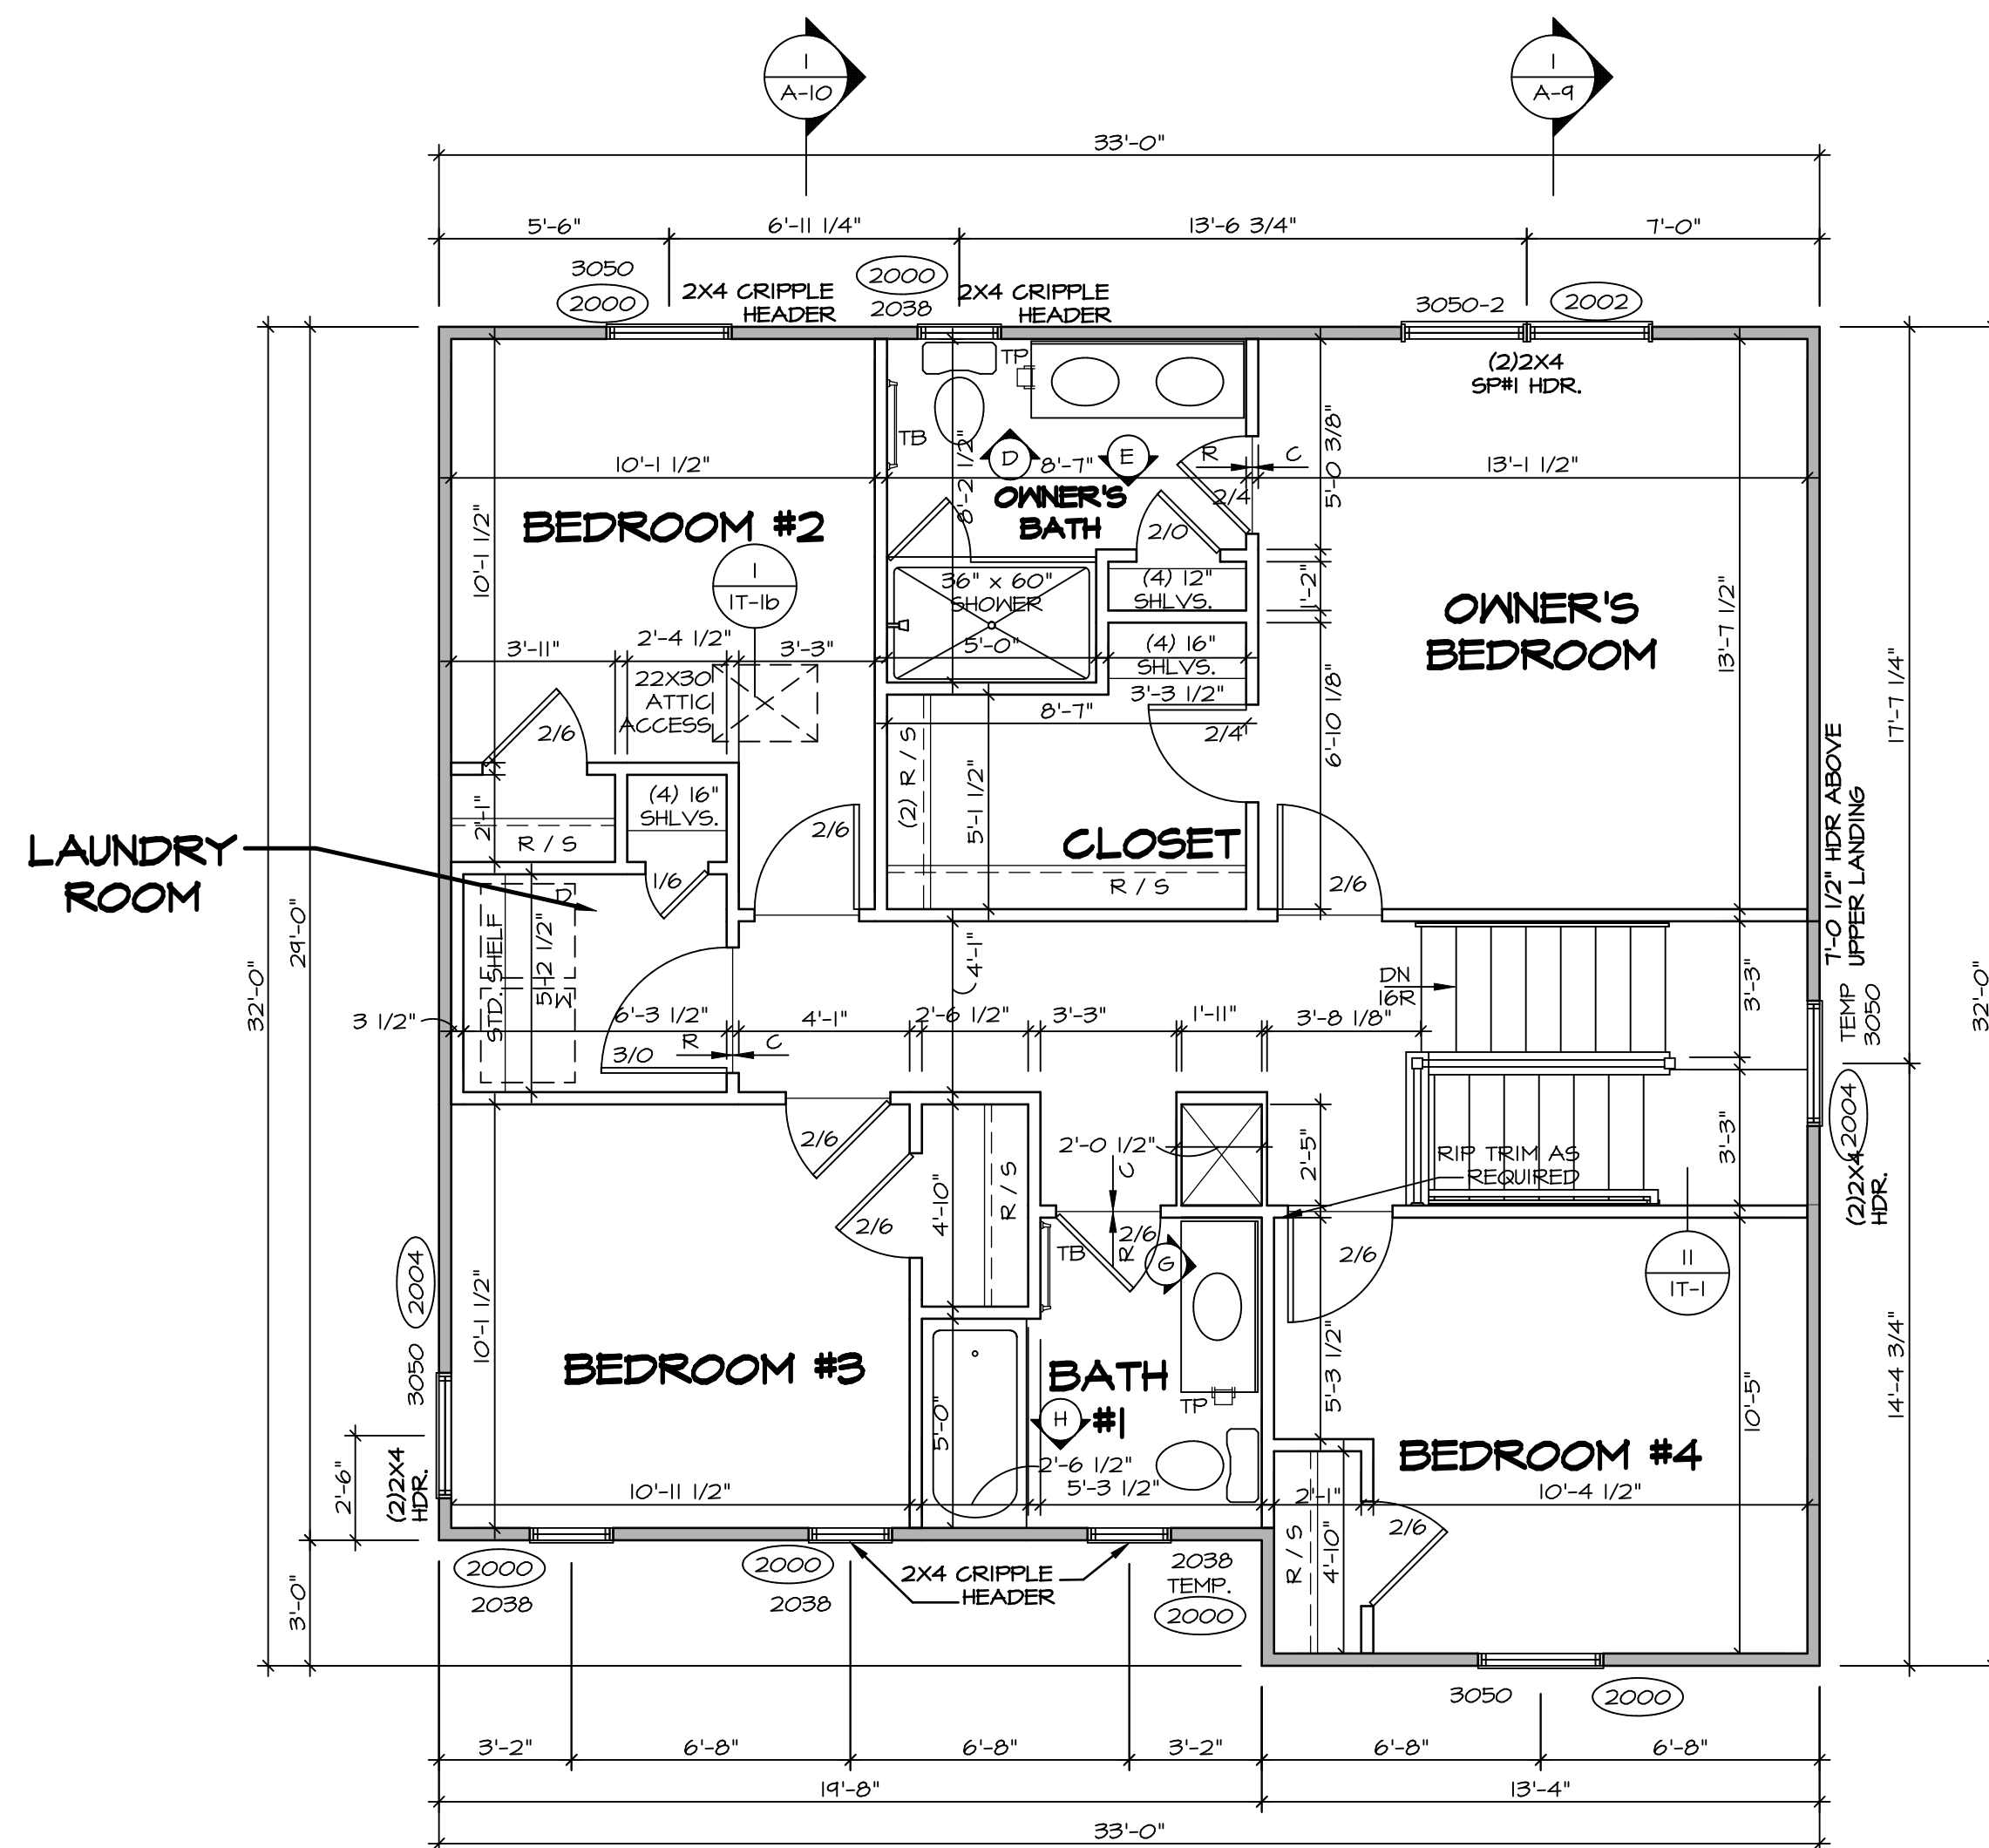 1
A-10
1
A-9
33'-0"
5'-6"
6'-11 1/4"
13'-6 3/4"
7'-0"
3050
2000
2X4 CRIPPLE
HEADER
2000
2038
2X4 CRIPPLE
HEADER
3050-2
2002
(2)2X4
SP#1 HDR.
TP
TB
10'-1 1/2"
8'-2 1/2"
D
8'-7"
E
R
C
5'-0 3/8"
13'-1 1/2"
2/4
OWNER'S
BATH
BEDROOM #2
10'-1 1/2"
2/0
1
IT-1b
36" x 60"
SHOWER
(4) 12"
SHLVS.
1'-2"
OWNER'S
BEDROOM
13'-7 1/2"
3'-11"
2'-4 1/2"
3'-3"
5'-0"
(4) 16"
SHLVS.
3'-3 1/2"
22X30
ATTIC
ACCESS
8'-7"
2/4
6'-10 1/8"
2/6
(2) R / S
5'-1 1/2"
17'-7 1/4"
7'-0 1/2" HDR ABOVE
UPPER LANDING
2'-1"
R / S
(4) 16"
SHLVS.
2/6
CLOSET
R / S
2/6
LAUNDRY
ROOM
1/6
D
STD. SHELF
5'-2 1/2"
W
29'-0"
32'-0"
4'-1"
DN
16R
3'-3"
TEMP
3050
32'-0"
3 1/2"
6'-3 1/2"
4'-1"
2'-6 1/2"
3'-3"
1'-11"
3'-8 1/8"
3/0
R
C
2/6
2'-0 1/2"
C
2'-5"
RIP TRIM AS
REQUIRED
3'-3"
2004
(2)2X4
HDR.
4'-10"
R / S
2/6
TB
R
2/6
G
2/6
11
IT-1
2004
3050
10'-1 1/2"
BEDROOM #3
BATH
#1
H
TP
5'-3 1/2"
10'-5"
14'-4 3/4"
5'-0"
BEDROOM #4
2'-6"
(2)2X4
HDR.
10'-11 1/2"
2'-6 1/2"
5'-3 1/2"
2'-1"
10'-4 1/2"
R / S
4'-10"
2/6
2000
2038
2000
2038
2X4 CRIPPLE
HEADER
2038
TEMP.
2000
3'-0"
3050
2000
3'-2"
6'-8"
6'-8"
3'-2"
6'-8"
6'-8"
19'-8"
13'-4"
33'-0"